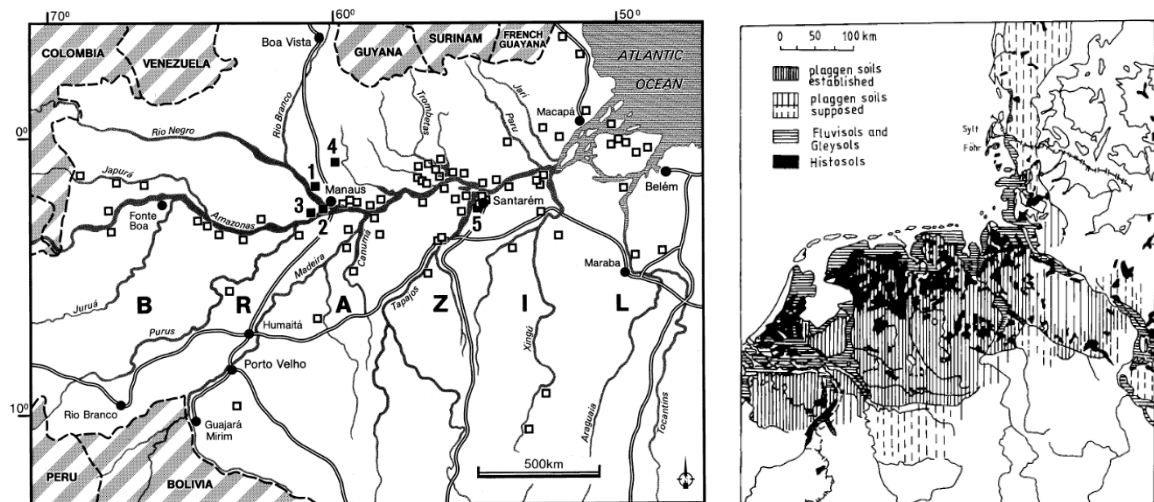 70°
60°
50°
COLOMBIA
VENEZUELA
Boa Vista
GUYANA
SURINAM
FRENCH
GUAYANA
ATLANTIC
OCEAN
Rio Branco
Trombetas
Jari
Paru
Macapá
0°
Rio Negro
4
1
Manaus
Japurá
3
2
Amazonas
Fonte
Boa
Santarém
5
Belém
Canumã
Madeira
Maraba
Juruá
B
R
A
Z
I
L
Tapajos
Purus
Humaitá
Xingú
Porto Velho
Rio Branco
10°
Guajará
Mirim
Araguaia
Tocantins
500km
PERU
BOLIVIA
0 50 100 km
plaggen soils
established
plaggen soils
supposed
Fluvisols and
Gleysols
Histosols
Sylt
Föhr